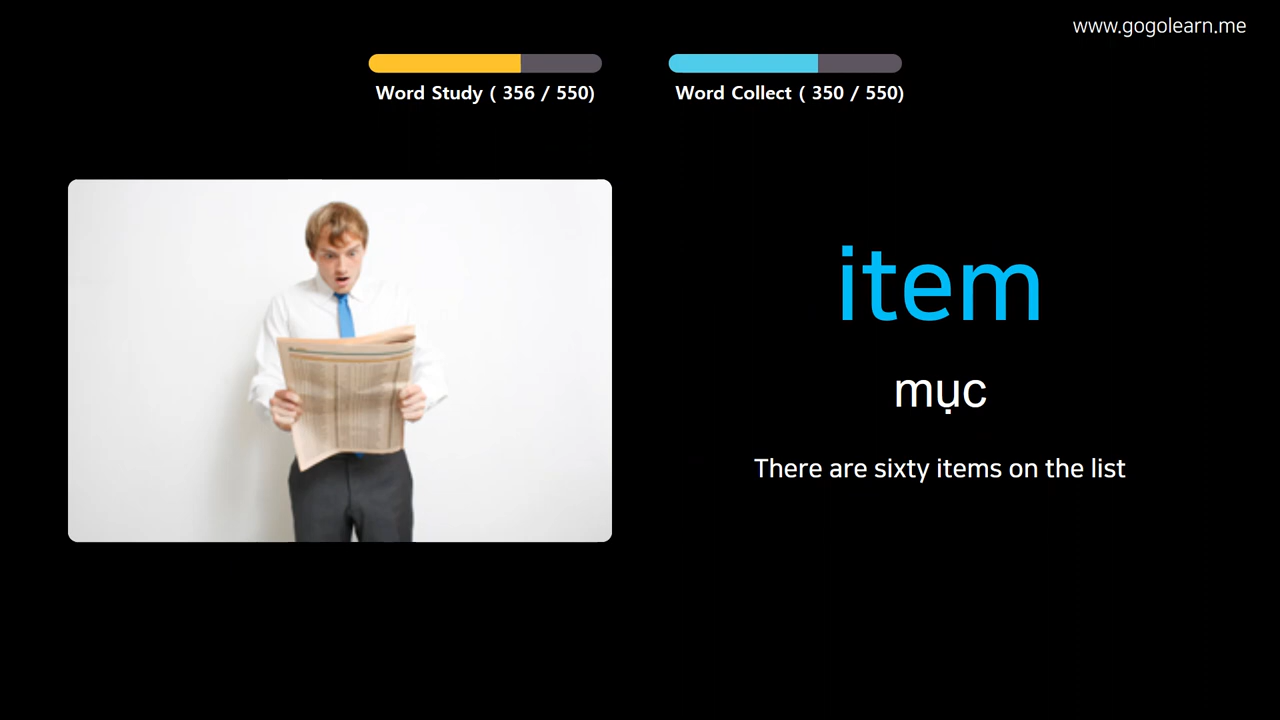 www.gogolearn.me
Word Study ( 356 / 550)
Word Collect ( 350 / 550)
item
mục
There are sixty items on the list